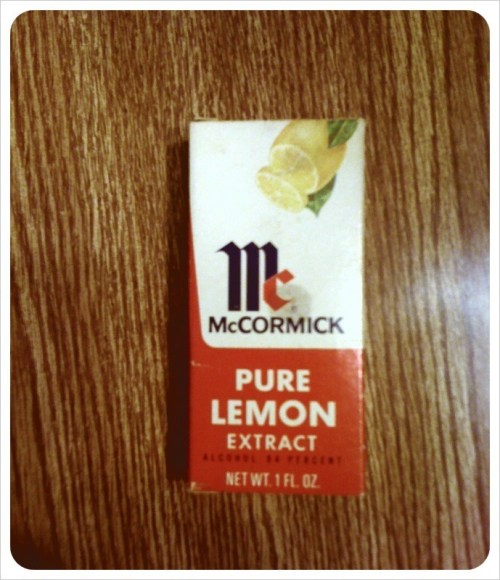 Mc
McCORMICK
PURE
LEMON
EXTRACT
ALCOHOL 84 PERCENT
NET WT. 1 FL. OZ.